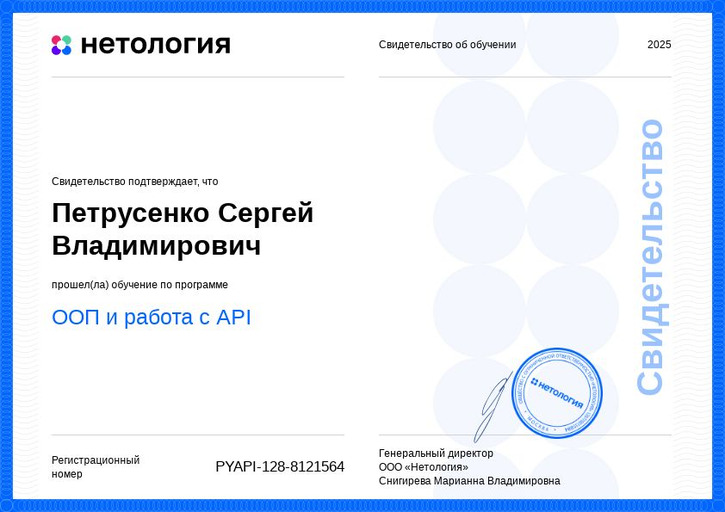 нетология
Свидетельство об обучении
2025
Свидетельство подтверждает, что
Петрусенко Сергей
Владимирович
прошел(ла) обучение по программе
ООП и работа с API
Свидетельство
нетология
Регистрационный
номер
PYAPI-128-8121564
Генеральный директор
ООО «Нетология»
Снигирева Марианна Владимировна